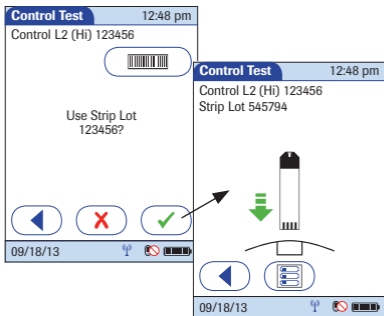 Control Test 12:48 pm
Control L2 (Hi) 123456
Use Strip Lot
123456?
09/18/13
Control Test 12:48 pm
Control L2 (Hi) 123456
Strip Lot 545794
09/18/13